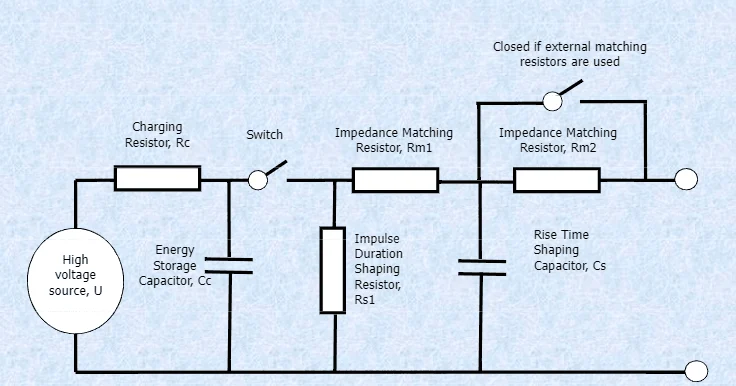 Closed if external matching
resistors are used
Charging
Resistor, Rc
Switch
Impedance Matching
Resistor, Rm1
Impedance Matching
Resistor, Rm2
High
voltage
source, U
Energy
Storage
Capacitor, Cc
Impulse
Duration
Shaping
Resistor,
Rs1
Rise Time
Shaping
Capacitor, Cs